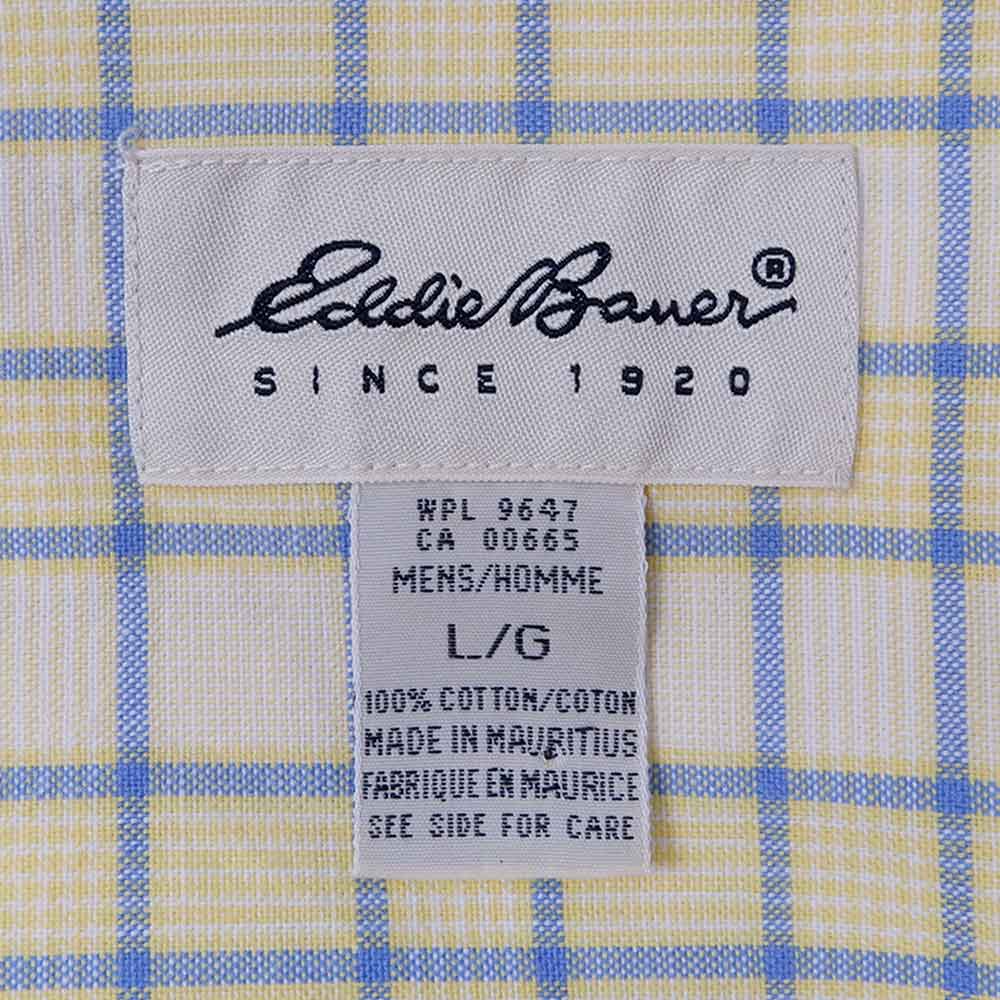 Eddie Bauer®
SINCE 1920
WPL 9647
CA 00665
MENS/HOMME
L/G
100% COTTON/COTON
MADE IN MAURITIUS
FABRIQUE EN MAURICE
SEE SIDE FOR CARE